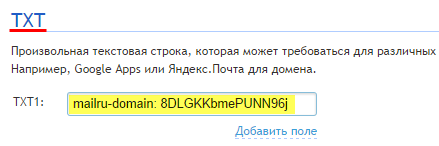 TXT
Произвольная текстовая строка, которая может требоваться для различных
Например, Google Apps или Яндекс.Почта для домена.
TXT1: mailru-domain: 8DLGKKbmePUNN96j
Добавить поле